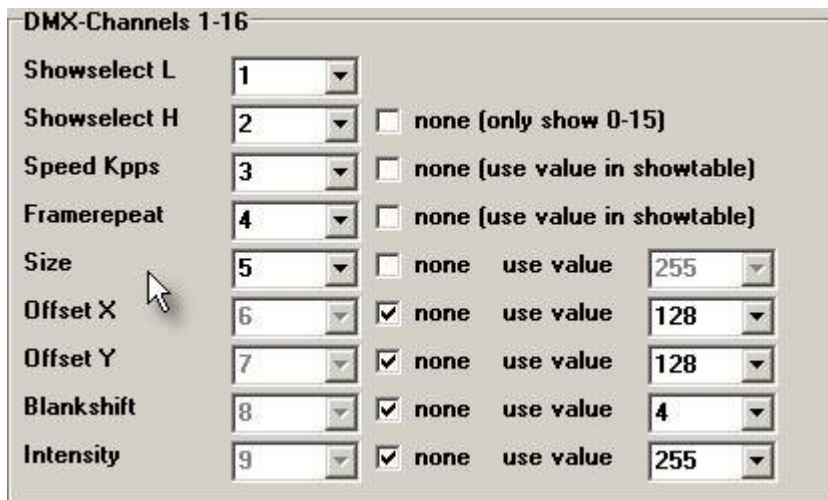 DMX-Channels 1-16
Showselect L 1
Showselect H 2 none (only show 0-15)
Speed Kpps 3 none (use value in showtable)
Framerepeat 4 none (use value in showtable)
Size 5 none use value 255
Offset X 6 none use value 128
Offset Y 7 none use value 128
Blankshift 8 none use value 4
Intensity 9 none use value 255